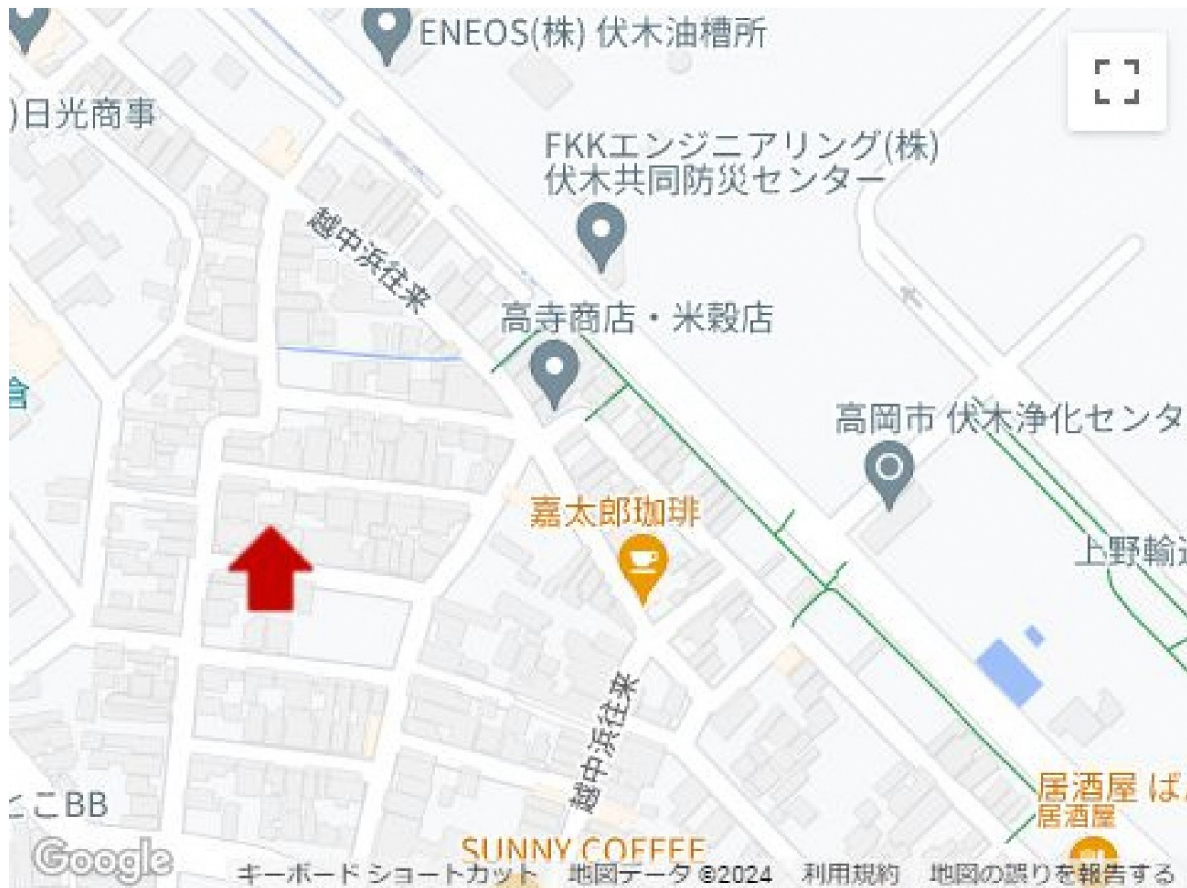 ENEOS(株) 伏木油槽所
)日光商事
FKKエンジニアリング(株)
伏木共同防災センター
越中浜往来
高寺商店・米穀店
倉
高岡市 伏木浄化センタ
嘉太郎珈琲
上野輸送
越中浜往来
とこBB
居酒屋 ば
居酒屋
SUNNY COFFEE
Google
キーボード ショートカット 地図データ ©2024 利用規約 地図の誤りを報告する